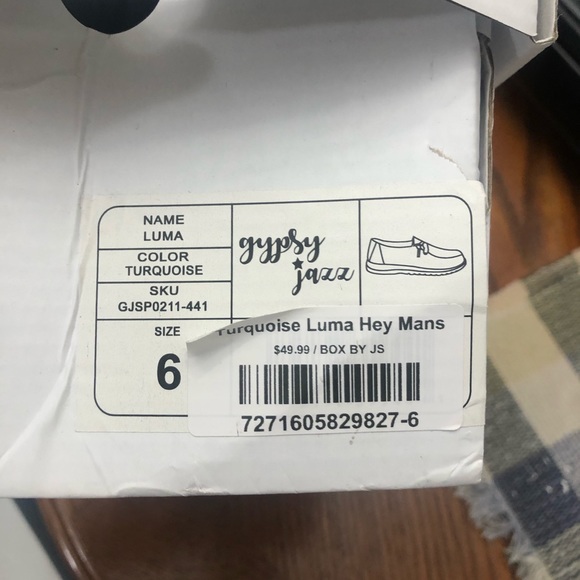 NAME
LUMA
COLOR
TURQUOISE
SKU
GJSP0211-441
SIZE
6
gypsy
jazz
Turquoise Luma Hey Mans
$49.99 / BOX BY JS
7271605829827-6